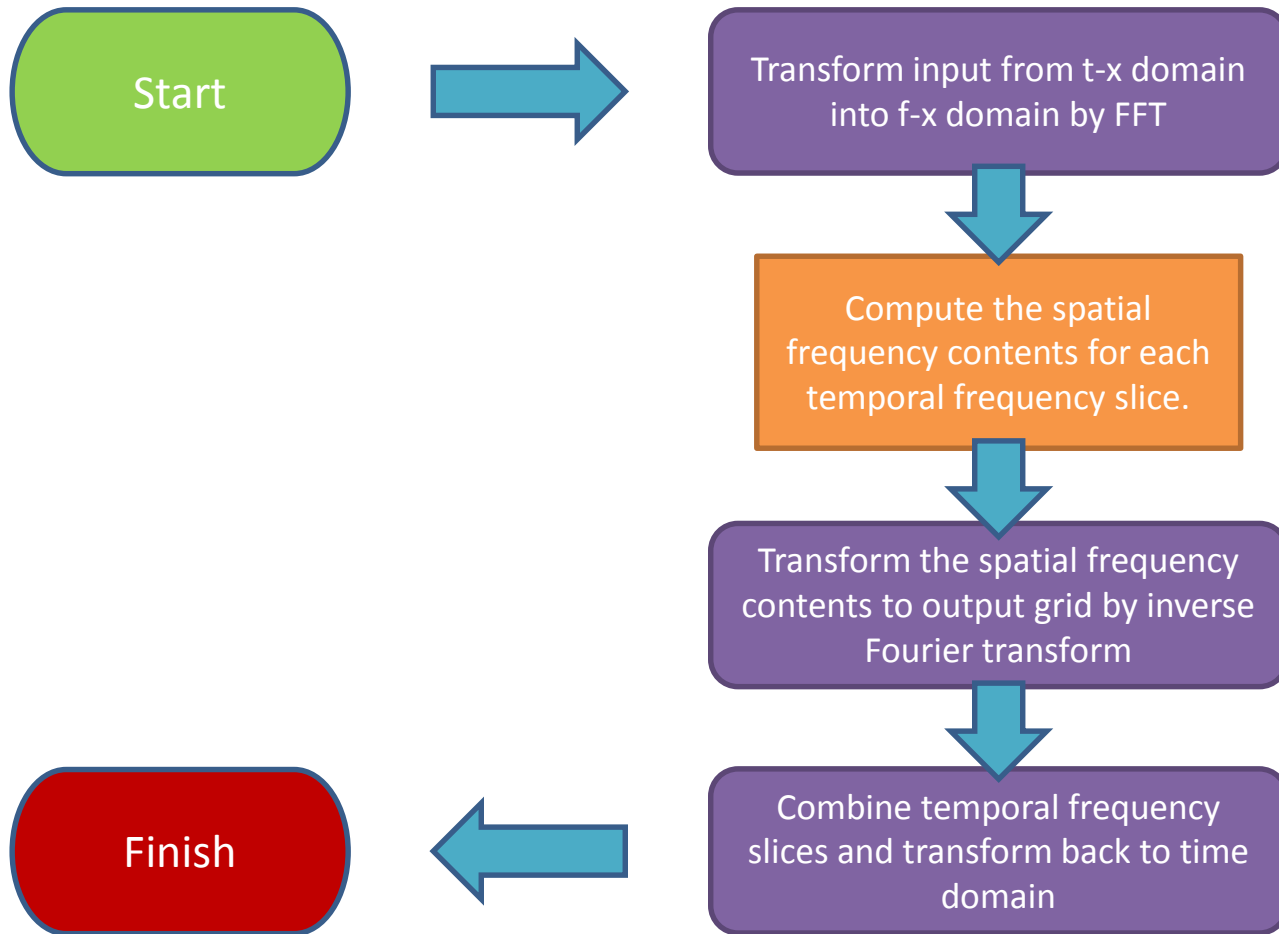 Start
Transform input from t-x domain
into f-x domain by FFT
Compute the spatial
frequency contents for each
temporal frequency slice.
Transform the spatial frequency
contents to output grid by inverse
Fourier transform
Combine temporal frequency
slices and transform back to time
domain
Finish